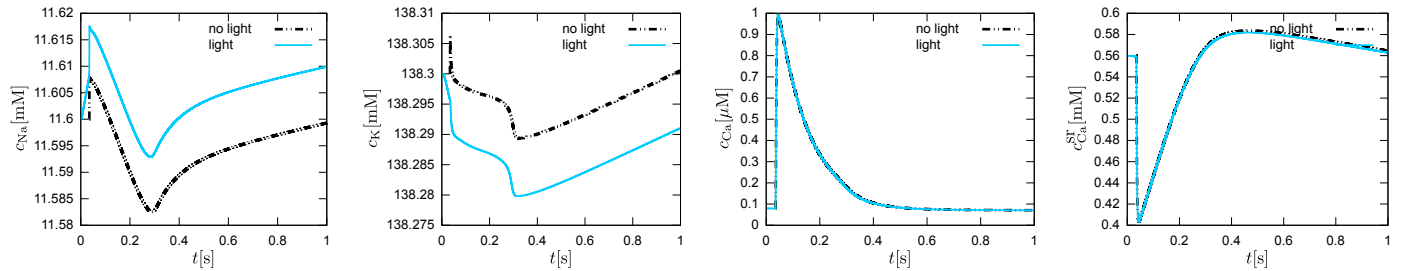 11.62
11.615
11.61
11.605
11.6
11.595
11.59
11.585
11.58
c_Na[mM]
no light
light
0 0.2 0.4 0.6 0.8 1
t[s]
138.31
138.305
138.3
138.295
138.29
138.285
138.28
138.275
c_K[mM]
no light
light
0 0.2 0.4 0.6 0.8 1
t[s]
1
0.9
0.8
0.7
0.6
0.5
0.4
0.3
0.2
0.1
0
c_Ca[μM]
no light
light
0 0.2 0.4 0.6 0.8 1
t[s]
0.6
0.58
0.56
0.54
0.52
0.5
0.48
0.46
0.44
0.42
0.4
c_Ca^sr[mM]
no light
light
0 0.2 0.4 0.6 0.8 1
t[s]